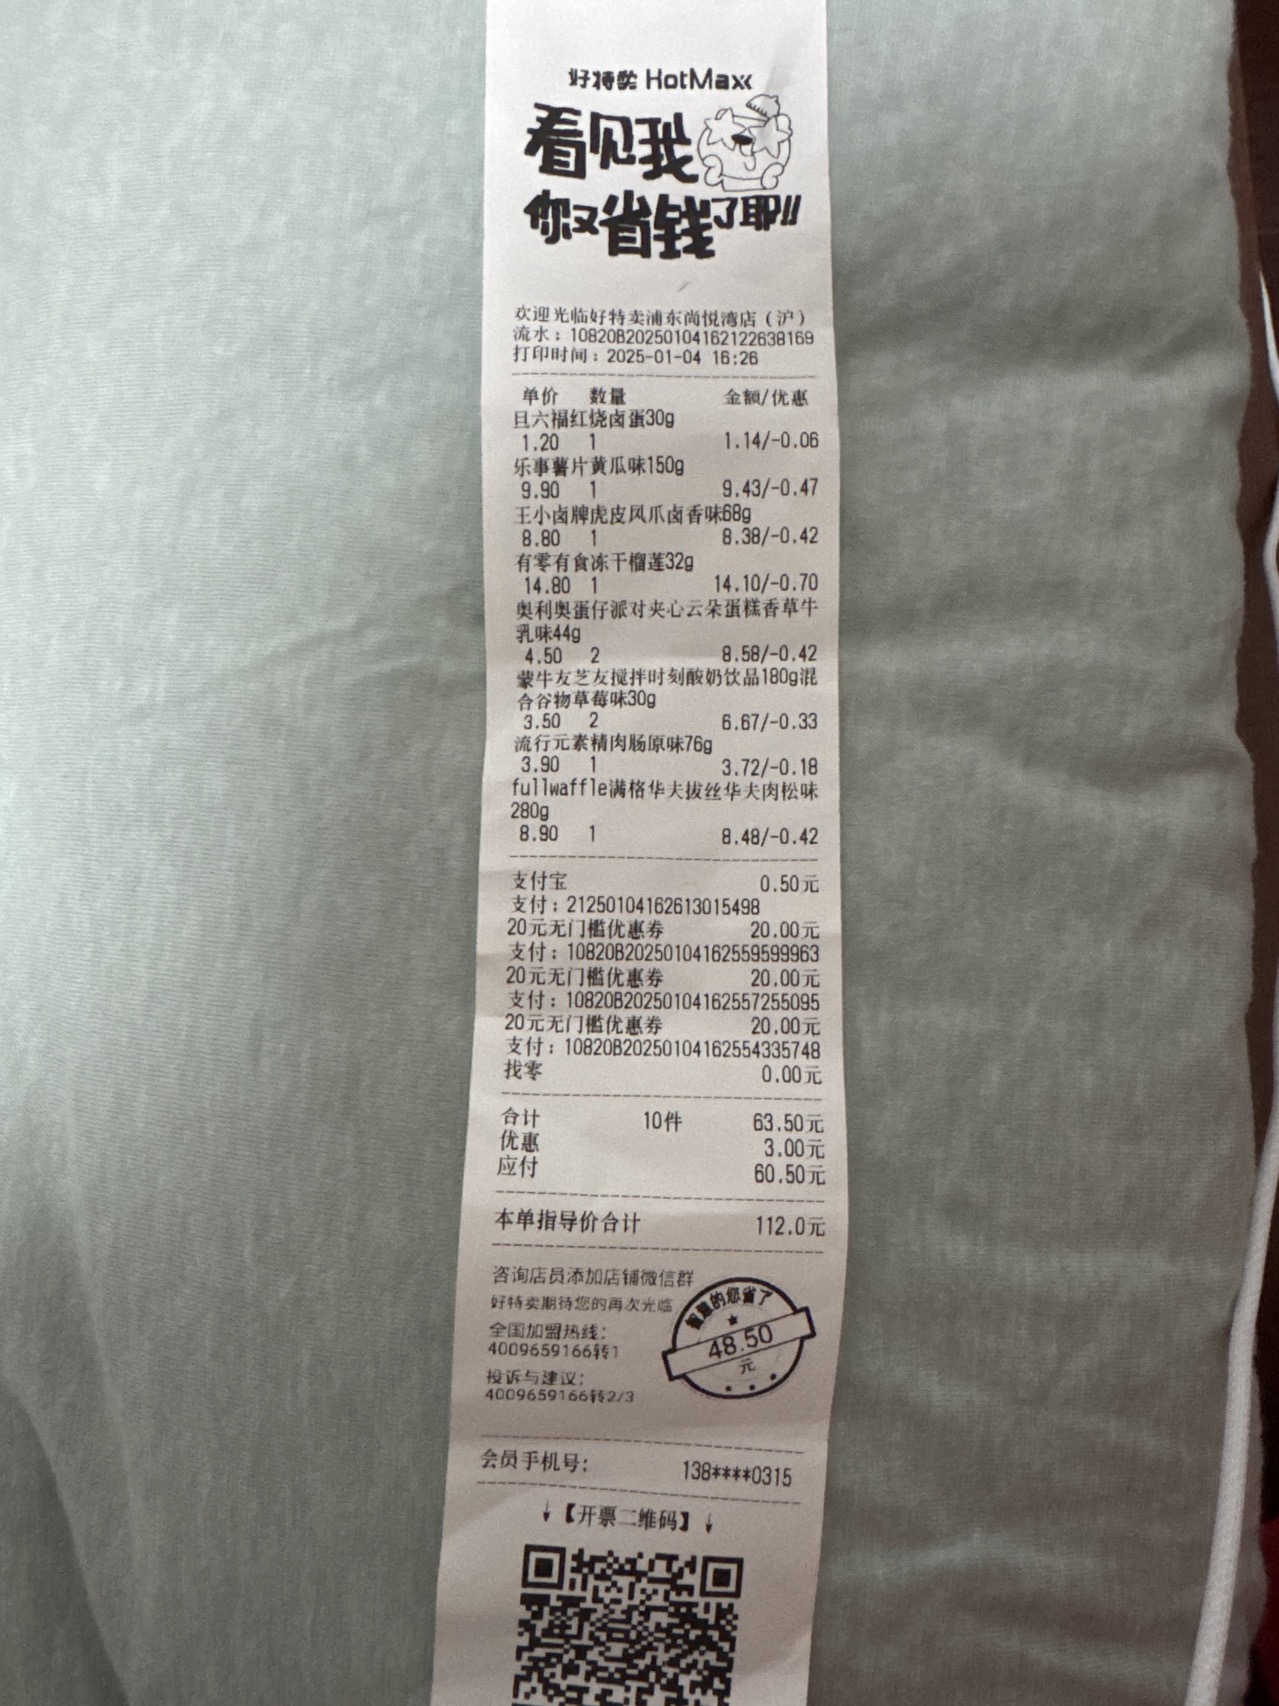 好特卖 HotMaxx
看见我
你又省钱了耶!!
欢迎光临好特卖浦东尚悦湾店（沪）
流水：10820B20250104162122638169
打印时间：2025-01-04 16:26
单价 数量 金额/优惠
且六福红烧卤蛋30g
1.20 1 1.14/-0.06
乐事薯片黄瓜味150g
9.90 1 9.43/-0.47
王小卤牌虎皮凤爪卤香味68g
8.80 1 8.38/-0.42
有零有食冻干榴莲32g
14.80 1 14.10/-0.70
奥利奥蛋仔派对夹心云朵蛋糕香草牛
乳味44g
4.50 2 8.58/-0.42
蒙牛友芝友搅拌时刻酸奶饮品180g混
合谷物草莓味30g
3.50 2 6.67/-0.33
流行元素精肉肠原味76g
3.90 1 3.72/-0.18
fullwaffle满格华夫拔丝华夫肉松味
280g
8.90 1 8.48/-0.42
支付宝 0.50元
支付：21250104162613015498
20元无门槛优惠券 20.00元
支付：10820B20250104162559599963
20元无门槛优惠券 20.00元
支付：10820B20250104162557255095
20元无门槛优惠券 20.00元
支付：10820B20250104162554335748
找零 0.00元
合计 10件 63.50元
优惠 3.00元
应付 60.50元
本单指导价合计 112.0元
咨询店员添加店铺微信群
好特卖期待您的再次光临
全国加盟热线：
4009659166转1
投诉与建议：
4009659166转2/3
的您省了
48.50
元
会员手机号： 138****0315
↓【开票二维码】↓